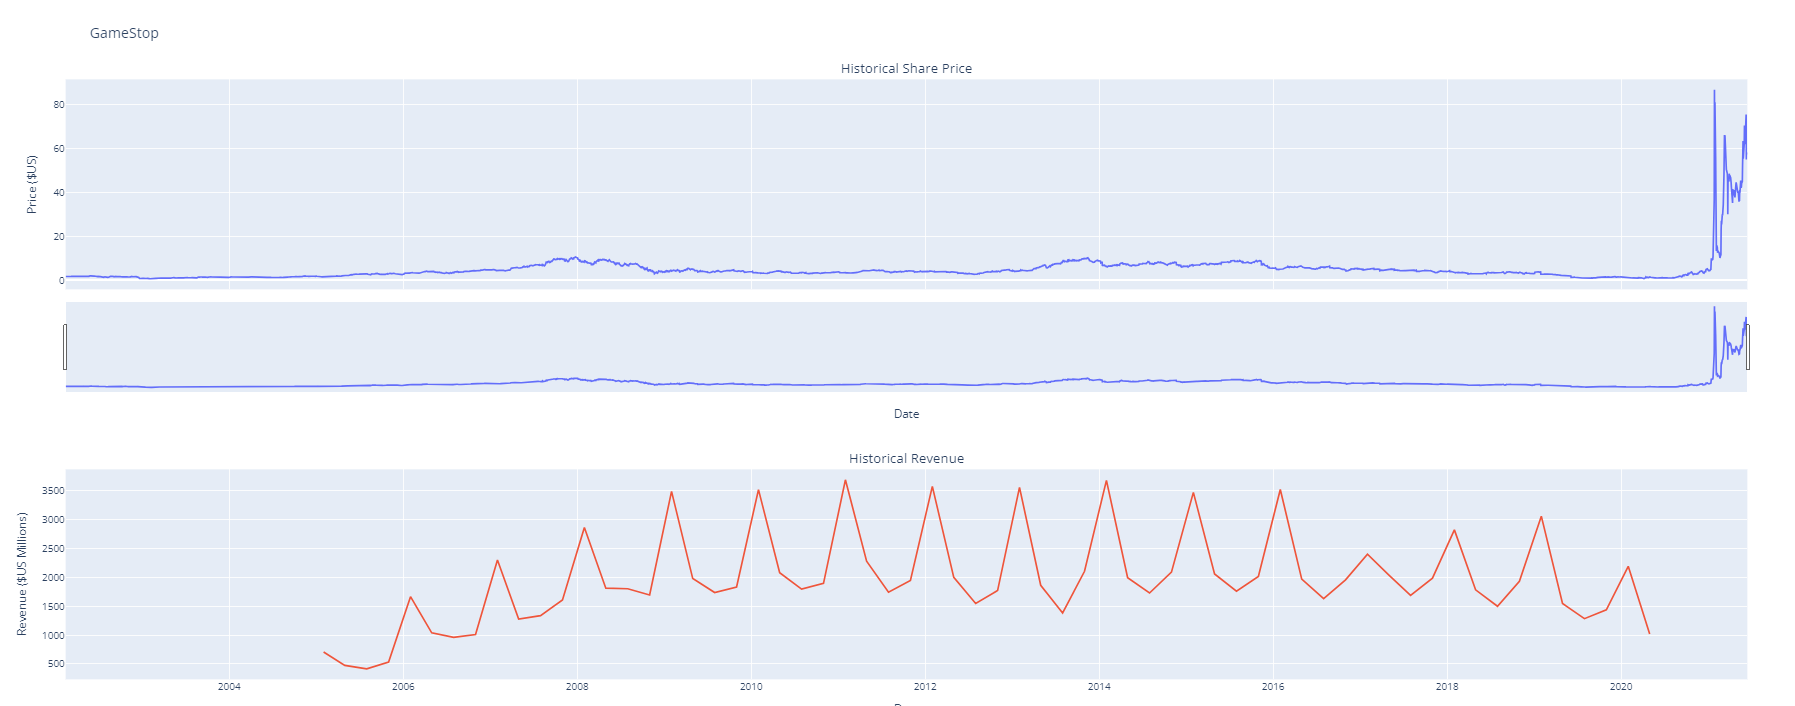 GameStop
Historical Share Price
Price ($US)
80
60
40
20
0
Date
Historical Revenue
Revenue ($US Millions)
3500
3000
2500
2000
1500
1000
500
2004 2006 2008 2010 2012 2014 2016 2018 2020